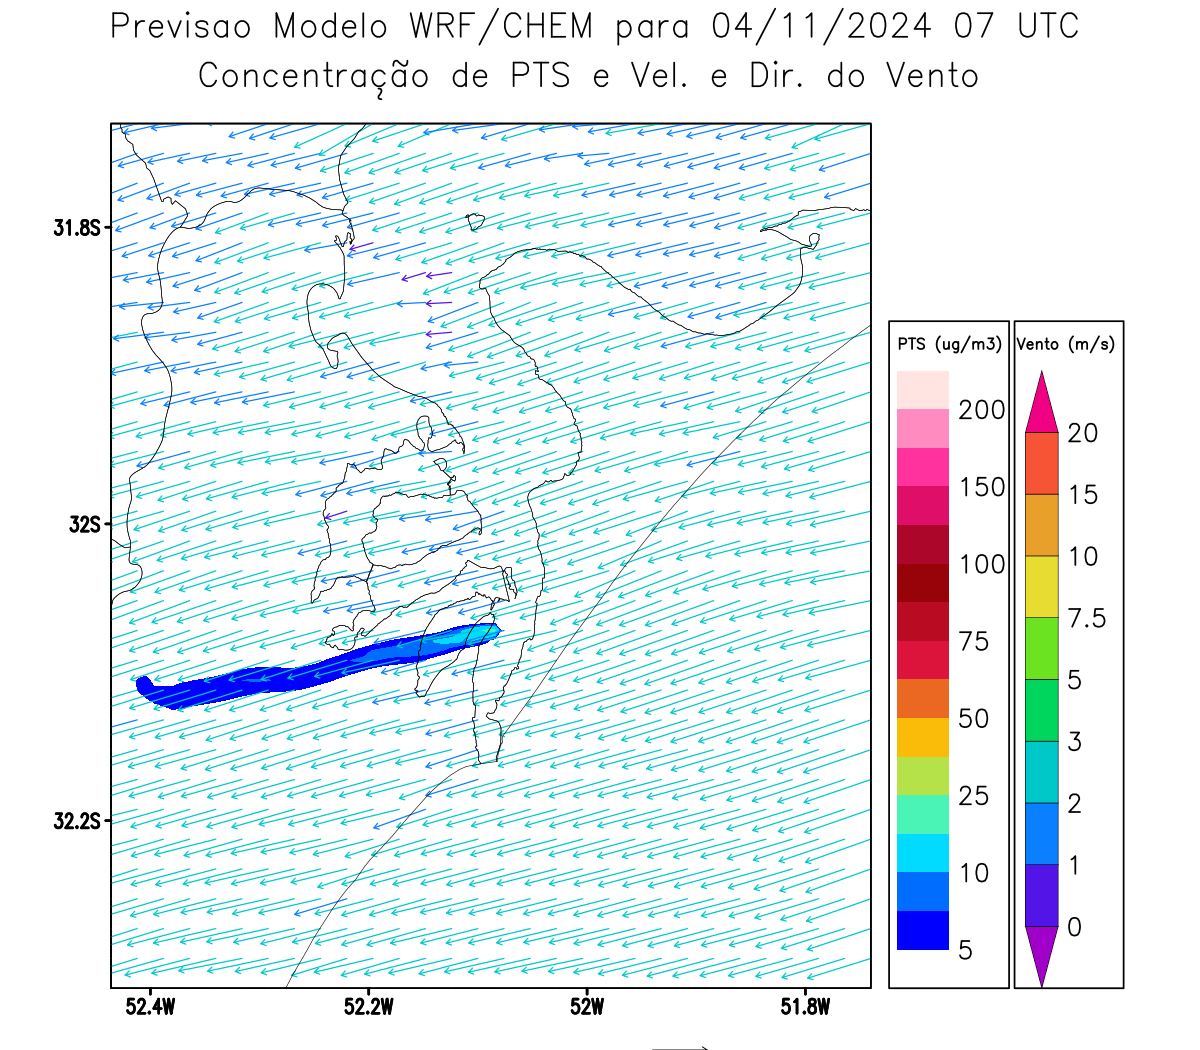 Previsao Modelo WRF/CHEM para 04/11/2024 07 UTC
Concentração de PTS e Vel. e Dir. do Vento
31.8S
32S
32.2S
52.4W 52.2W 52W 51.8W
PTS (ug/m3)
200
150
100
75
50
25
10
5
Vento (m/s)
20
15
10
7.5
5
3
2
1
0